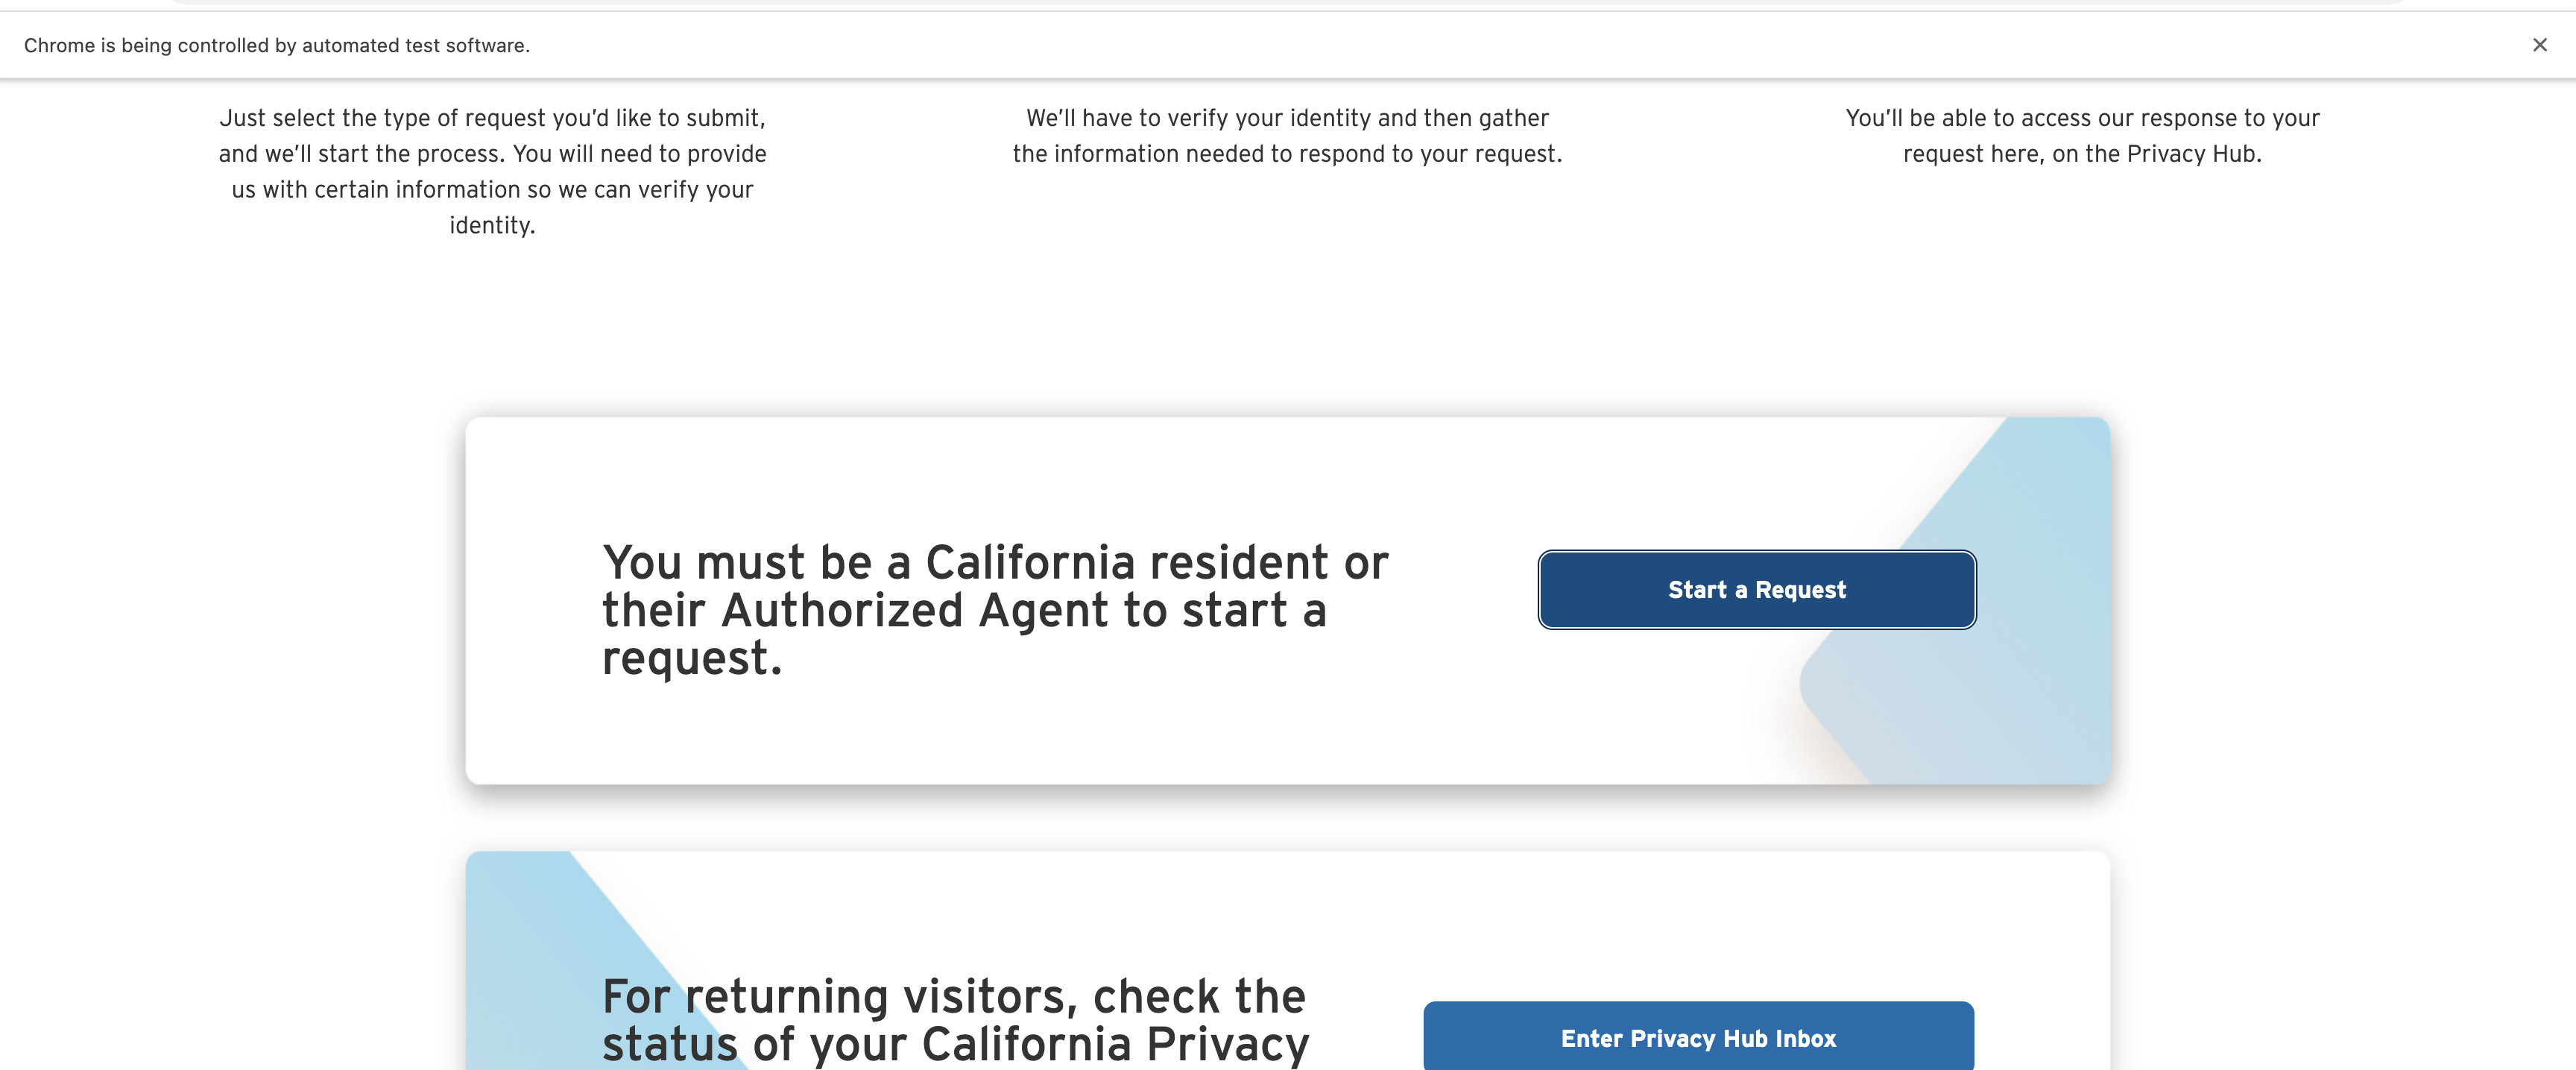 Chrome is being controlled by automated test software.
Just select the type of request you’d like to submit,
and we’ll start the process. You will need to provide
us with certain information so we can verify your
identity.
We’ll have to verify your identity and then gather
the information needed to respond to your request.
You’ll be able to access our response to your
request here, on the Privacy Hub.
You must be a California resident or
their Authorized Agent to start a
request.
Start a Request
For returning visitors, check the
status of your California Privacy
Enter Privacy Hub Inbox